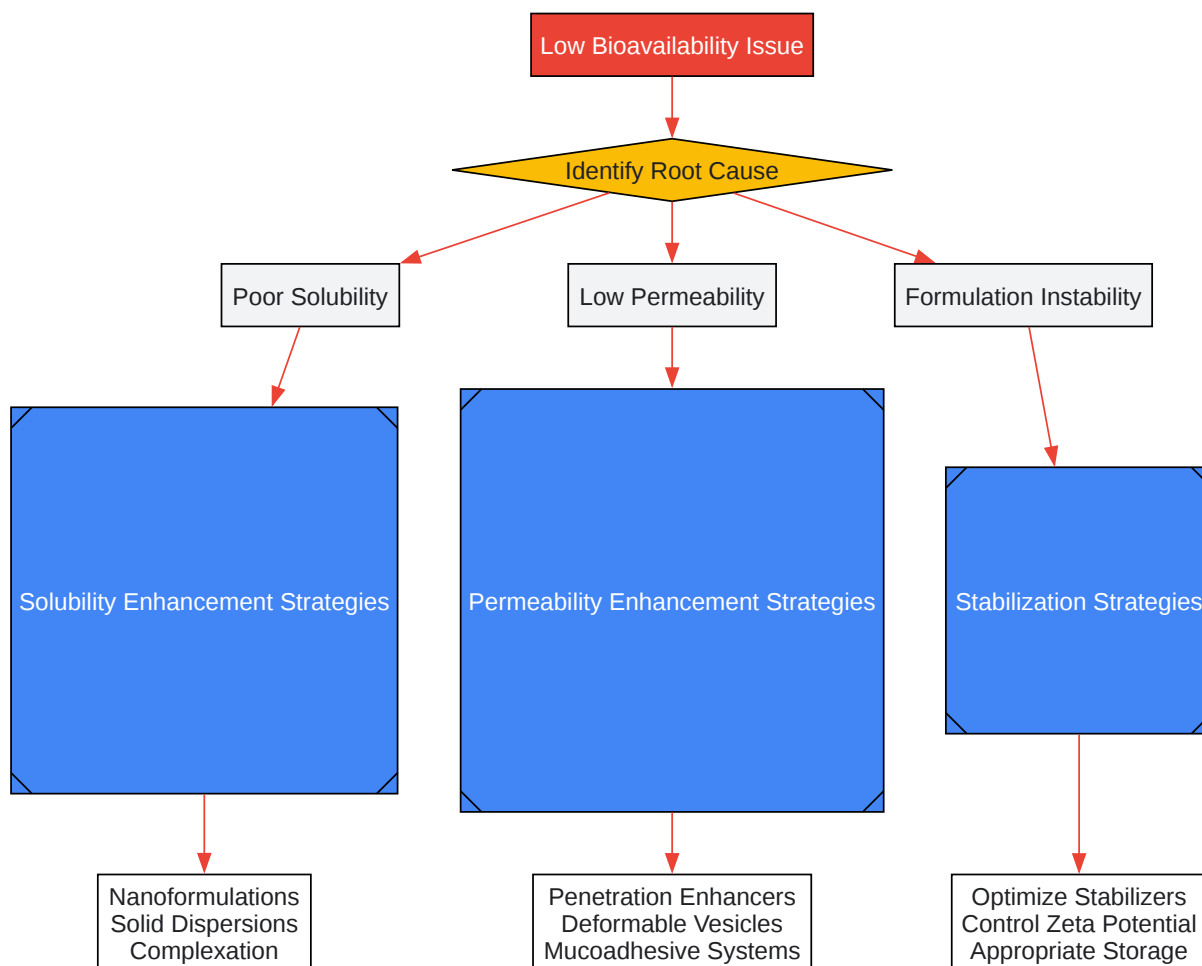 Low Bioavailability Issue
Identify Root Cause
Poor Solubility
Low Permeability
Formulation Instability
Solubility Enhancement Strategies
Permeability Enhancement Strategies
Stabilization Strategies
Nanoformulations
Solid Dispersions
Complexation
Penetration Enhancers
Deformable Vesicles
Mucoadhesive Systems
Optimize Stabilizers
Control Zeta Potential
Appropriate Storage